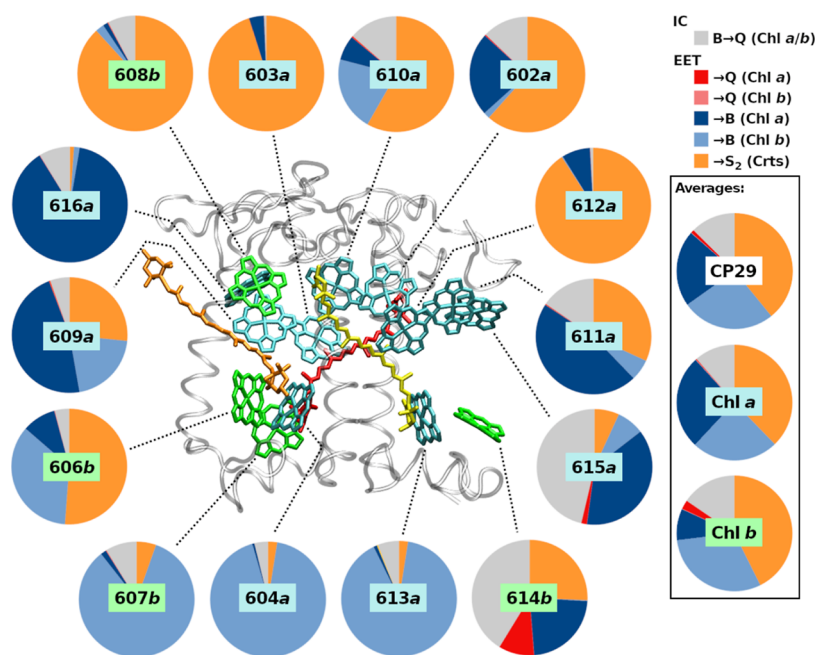 608b
603a
610a
602a
616a
612a
609a
611a
606b
615a
607b
604a
613a
614b
IC
B→Q (Chl a/b)
EET
→Q (Chl a)
→Q (Chl b)
→B (Chl a)
→B (Chl b)
→S₂ (Crts)
Averages:
CP29
Chl a
Chl b